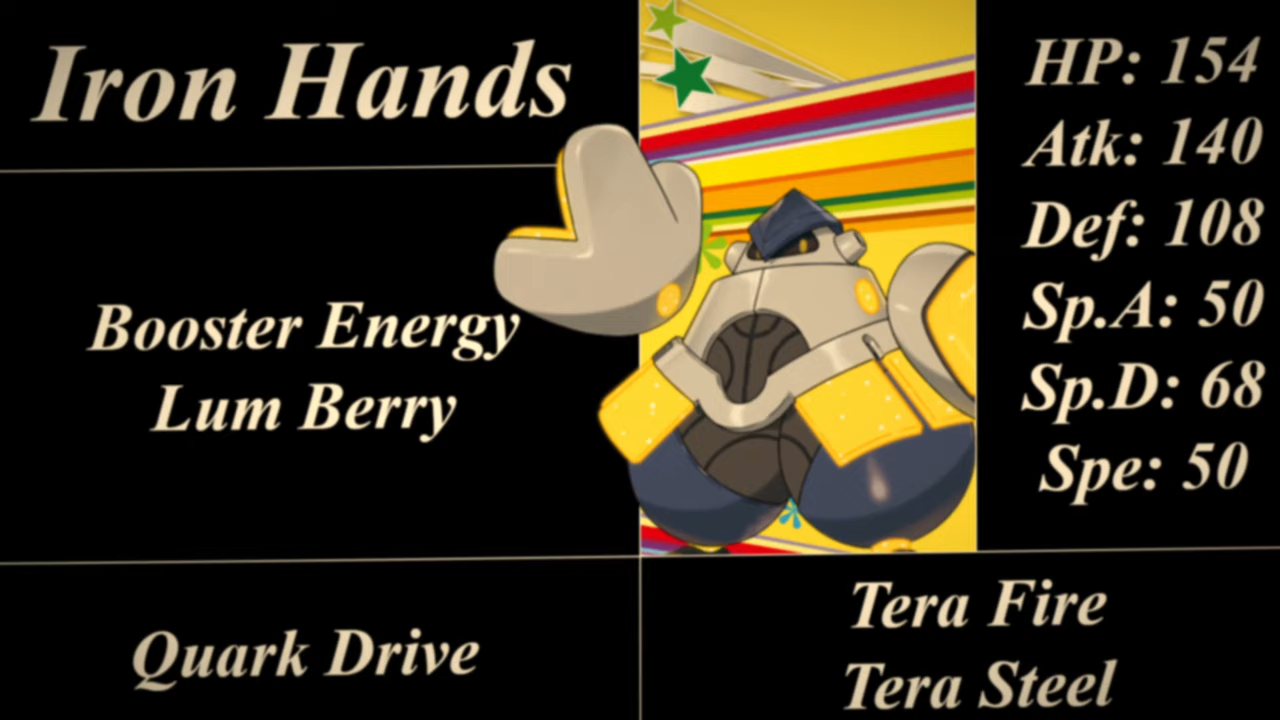 Iron Hands
Booster Energy
Lum Berry
Quark Drive
HP: 154
Atk: 140
Def: 108
Sp.A: 50
Sp.D: 68
Spe: 50
Tera Fire
Tera Steel